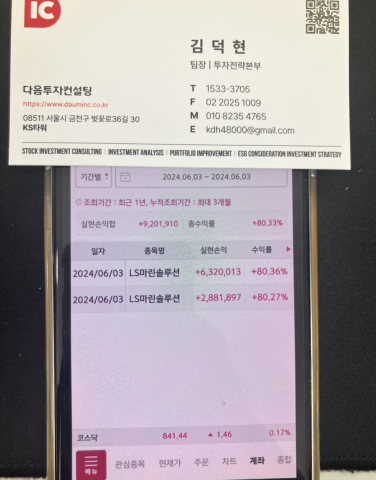 IC
김 덕 현
팀장 | 투자전략본부
다음투자컨설팅
https://www.dauminc.co.kr
08511 서울시 금천구 벚꽃로36길 30
KS타워
T 1533-3705
F 02 2025 1009
M 010 8235 4765
E kdh48000@gmail.com
STOCK INVESTMENT CONSULTING | INVESTMENT ANALYSIS | PORTFOLIO IMPROVEMENT | ESG CONSIDERATION INVESTMENT STRATEGY
기간별 2024.06.03 ~ 2024.06.03
조회기간 : 최근 1년, 누적조회기간 : 최대 3개월
실현손익합 +9,201,910 총수익률 +80,33%
일자 종목명 실현손익 수익률
2024/06/03 LS마린솔루션 +6,320,013 +80,36%
2024/06/03 LS마린솔루션 +2,881,897 +80,27%
코스닥 841,44 ▲ 1,46 0,17%
메뉴 관심종목 현재가 주문 차트 계좌 종합